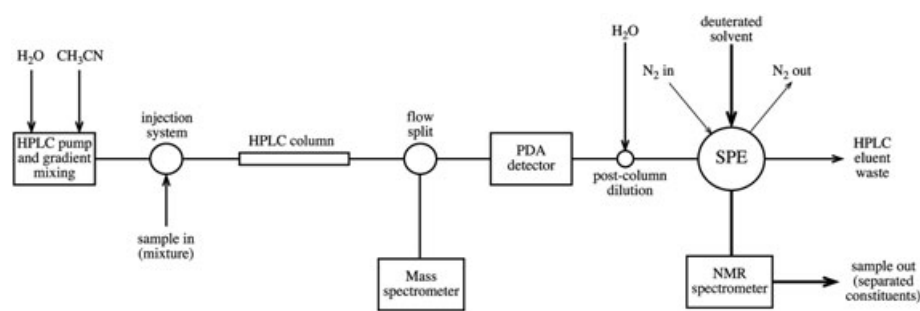 H₂O
CH₃CN
HPLC pump
and gradient
mixing
injection
system
sample in
(mixture)
HPLC column
flow
split
Mass
spectrometer
PDA
detector
H₂O
post-column
dilution
deuterated
solvent
N₂ in
N₂ out
SPE
HPLC
eluent
waste
NMR
spectrometer
sample out
(separated
constituents)